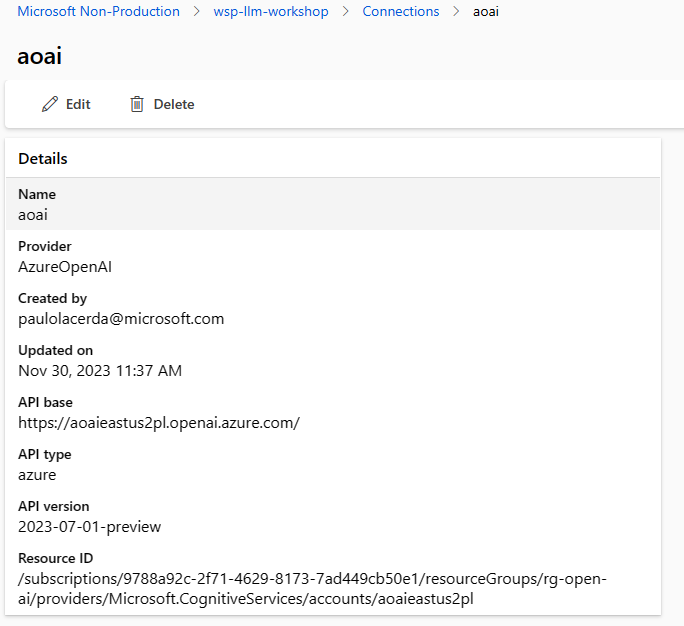 Microsoft Non-Production > wsp-llm-workshop > Connections > aoai
aoai
Edit Delete
Details
Name
aoai
Provider
AzureOpenAI
Created by
paulolacerda@microsoft.com
Updated on
Nov 30, 2023 11:37 AM
API base
https://aoaieastus2pl.openai.azure.com/
API type
azure
API version
2023-07-01-preview
Resource ID
/subscriptions/9788a92c-2f71-4629-8173-7ad449cb50e1/resourceGroups/rg-open-
ai/providers/Microsoft.CognitiveServices/accounts/aoaieastus2pl